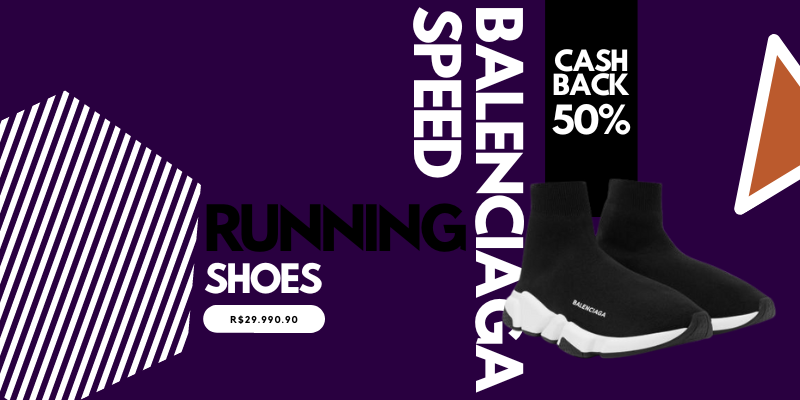 BALENCIAGA
SPEED
CASH
BACK
50%
RUNNING
SHOES
R$29.990.90
BALENCIAGA